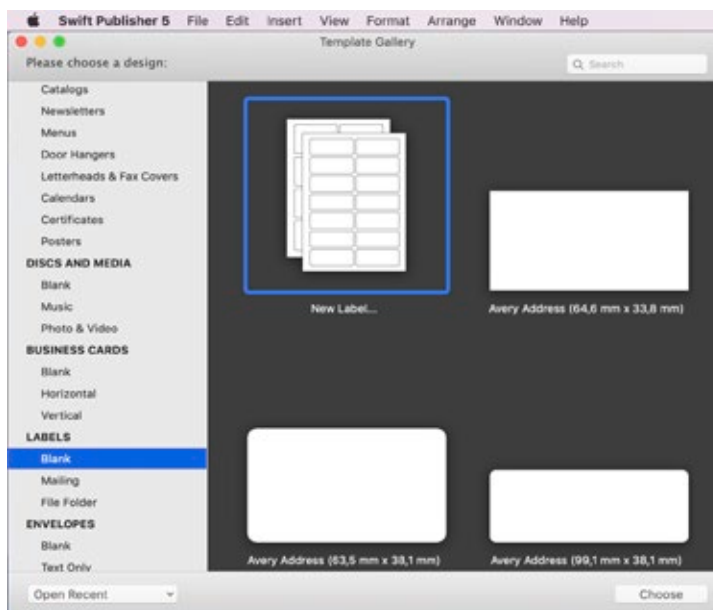 Swift Publisher 5 File Edit Insert View Format Arrange Window Help
Template Gallery
Please choose a design:
Search
Catalogs
Newsletters
Menus
Door Hangers
Letterheads & Fax Covers
Calendars
Certificates
Posters
DISCS AND MEDIA
Blank
Music
Photo & Video
BUSINESS CARDS
Blank
Horizontal
Vertical
LABELS
Blank
Mailing
File Folder
ENVELOPES
Blank
Text Only
New Label...
Avery Address (64,6 mm x 33,8 mm)
Avery Address (63,5 mm x 38,1 mm)
Avery Address (99,1 mm x 38,1 mm)
Open Recent
Choose